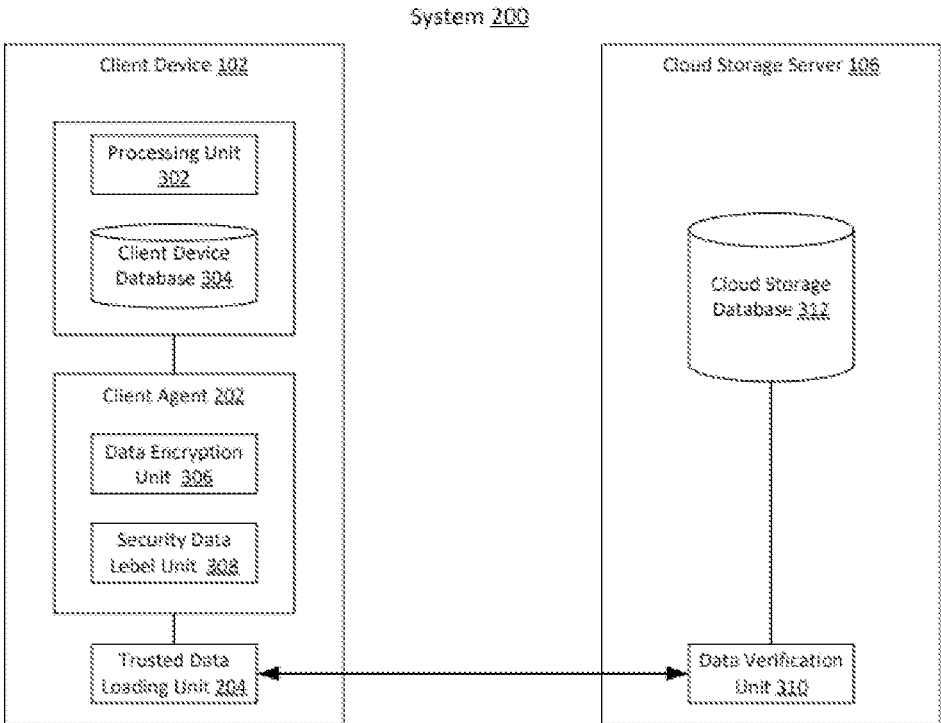 System 200
Client Device 102
Processing Unit
302
Client Device
Database 304
Client Agent 202
Data Encryption
Unit 306
Security Data
Lebel Unit 308
Trusted Data
Loading Unit 204
Cloud Storage Server 106
Cloud Storage
Database 312
Data Verification
Unit 310